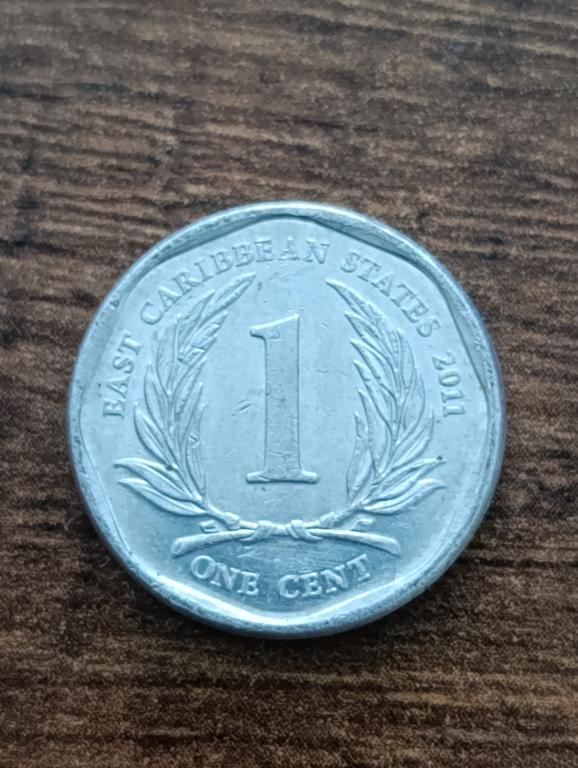 EAST CARIBBEAN STATES 2011
1
ONE CENT